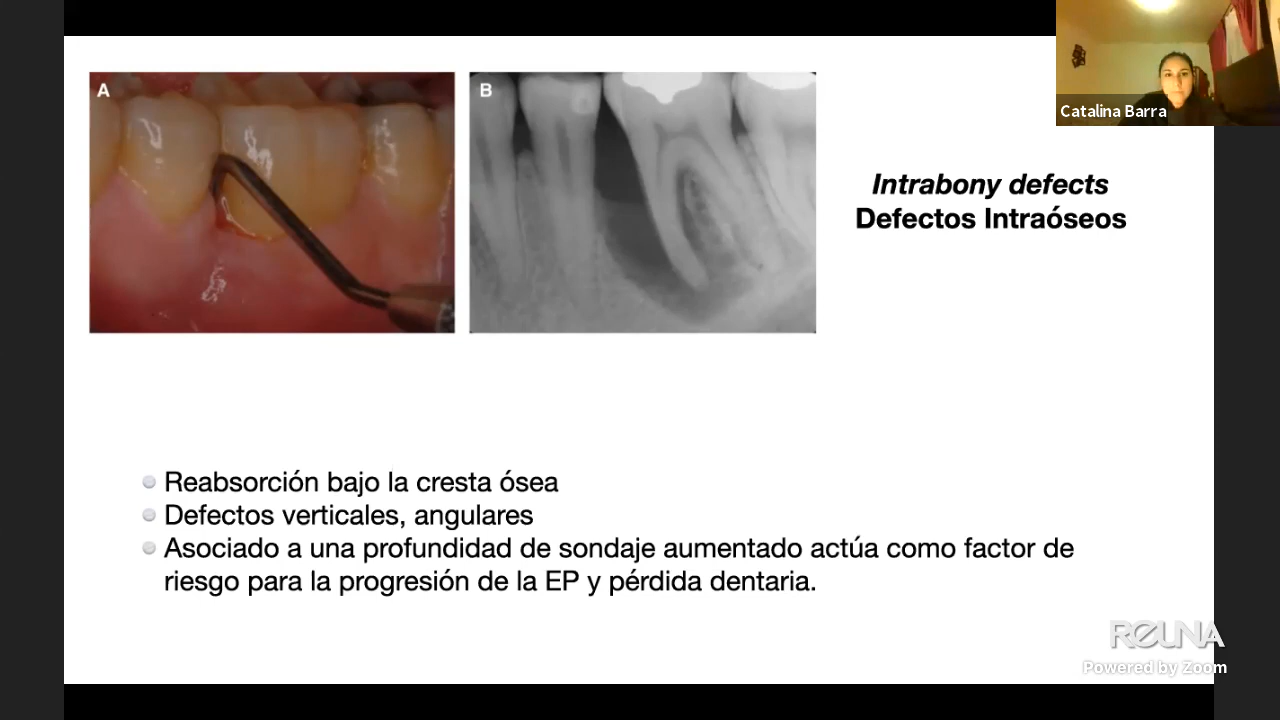 A
B
Catalina Barra
Intrabony defects
Defectos Intraóseos
Reabsorción bajo la cresta ósea
Defectos verticales, angulares
Asociado a una profundidad de sondaje aumentado actúa como factor de
riesgo para la progresión de la EP y pérdida dentaria.
REUNA
Powered by Zoom